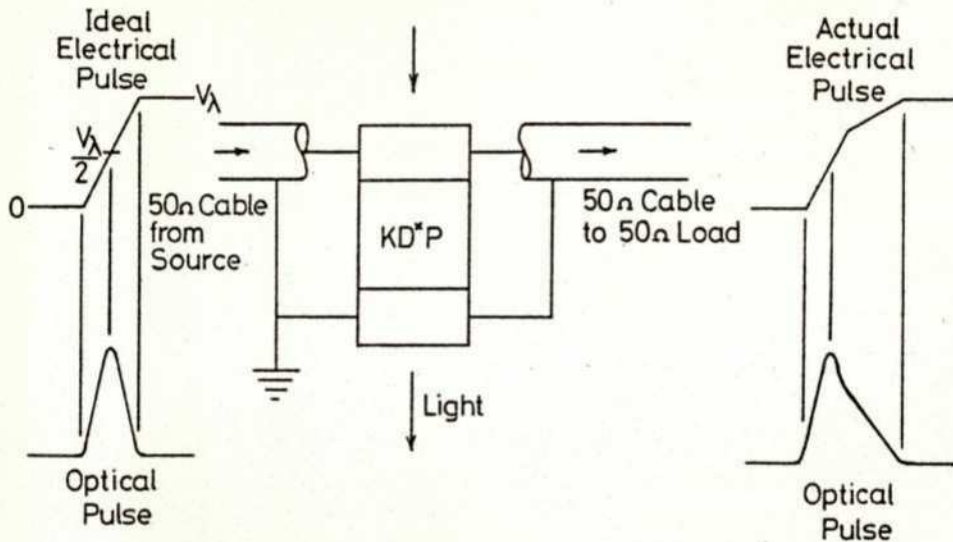 Ideal
Electrical
Pulse
Vλ
Vλ/2
0
50Ω Cable
from
Source
KD*P
Light
50Ω Cable
to 50Ω Load
Actual
Electrical
Pulse
Optical
Pulse
Optical
Pulse